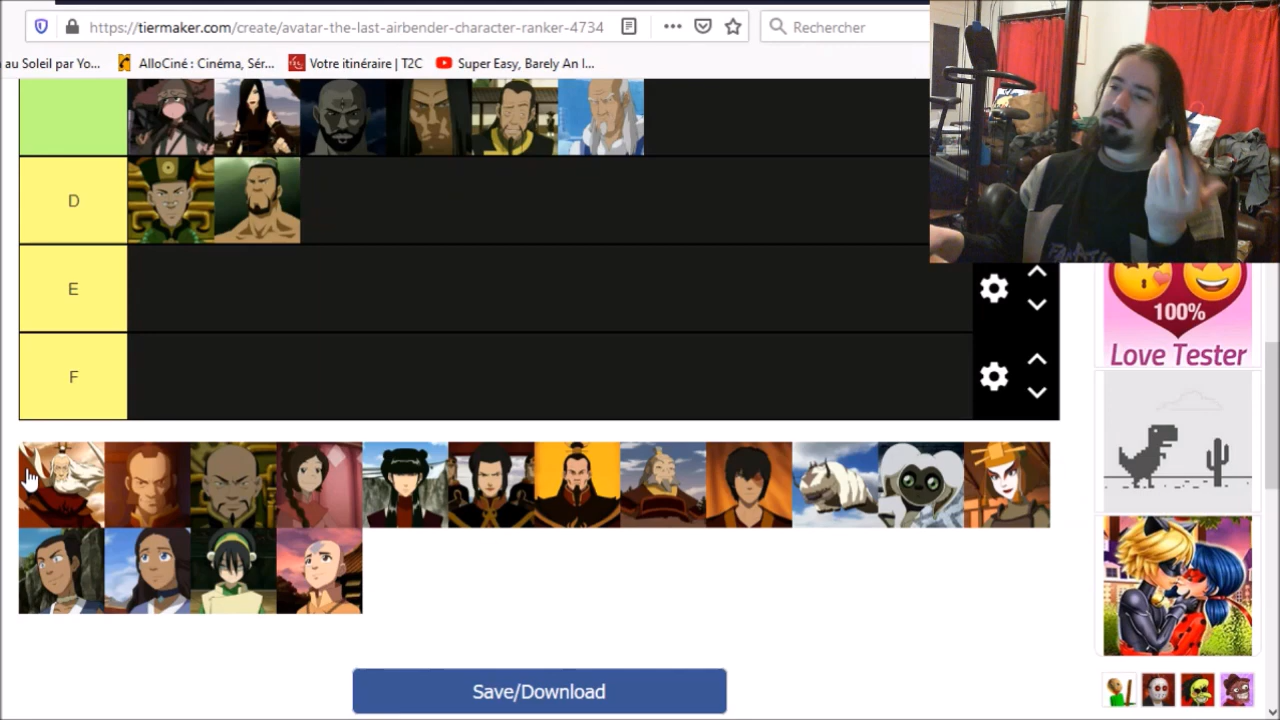 https://tiermaker.com/create/avatar-the-last-airbender-character-ranker-4734
Rechercher
au Soleil par Yo...
AlloCiné : Cinéma, Sér...
Votre itinéraire | T2C
Super Easy, Barely An I...
D
E
F
100%
Love Tester
Save/Download